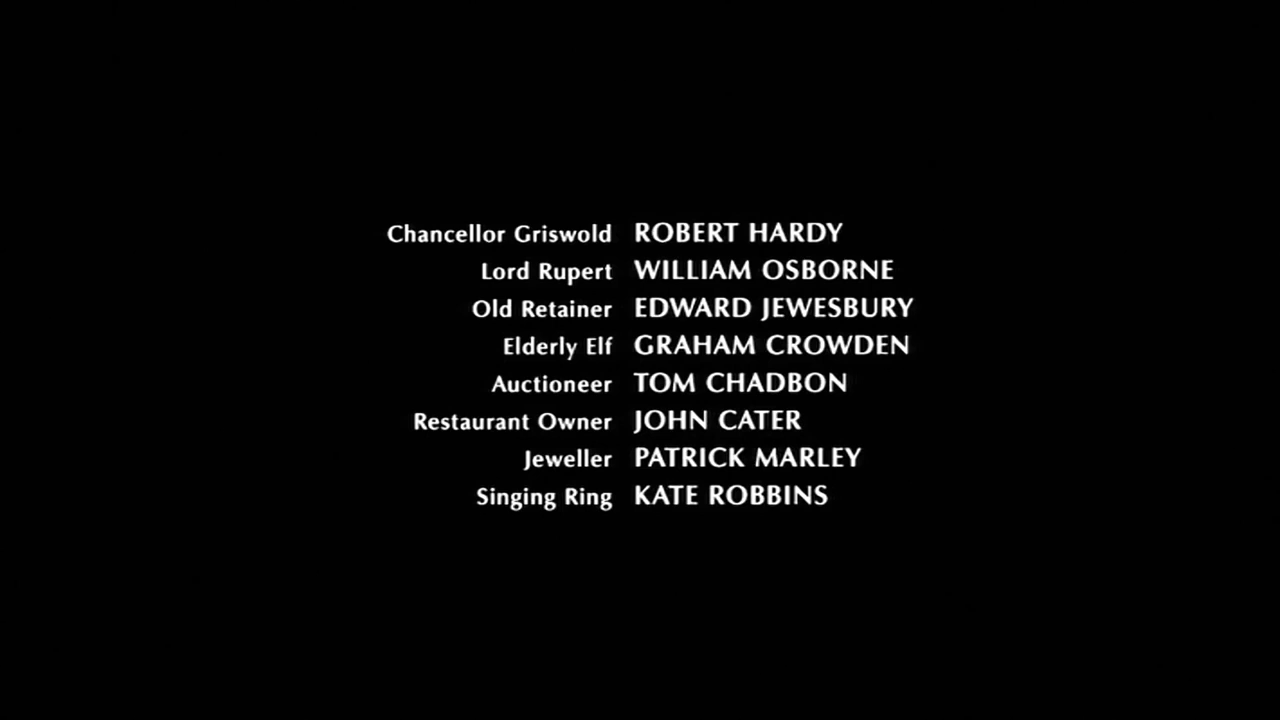 Chancellor Griswold ROBERT HARDY
Lord Rupert WILLIAM OSBORNE
Old Retainer EDWARD JEWESBURY
Elderly Elf GRAHAM CROWDEN
Auctioneer TOM CHADBON
Restaurant Owner JOHN CATER
Jeweller PATRICK MARLEY
Singing Ring KATE ROBBINS